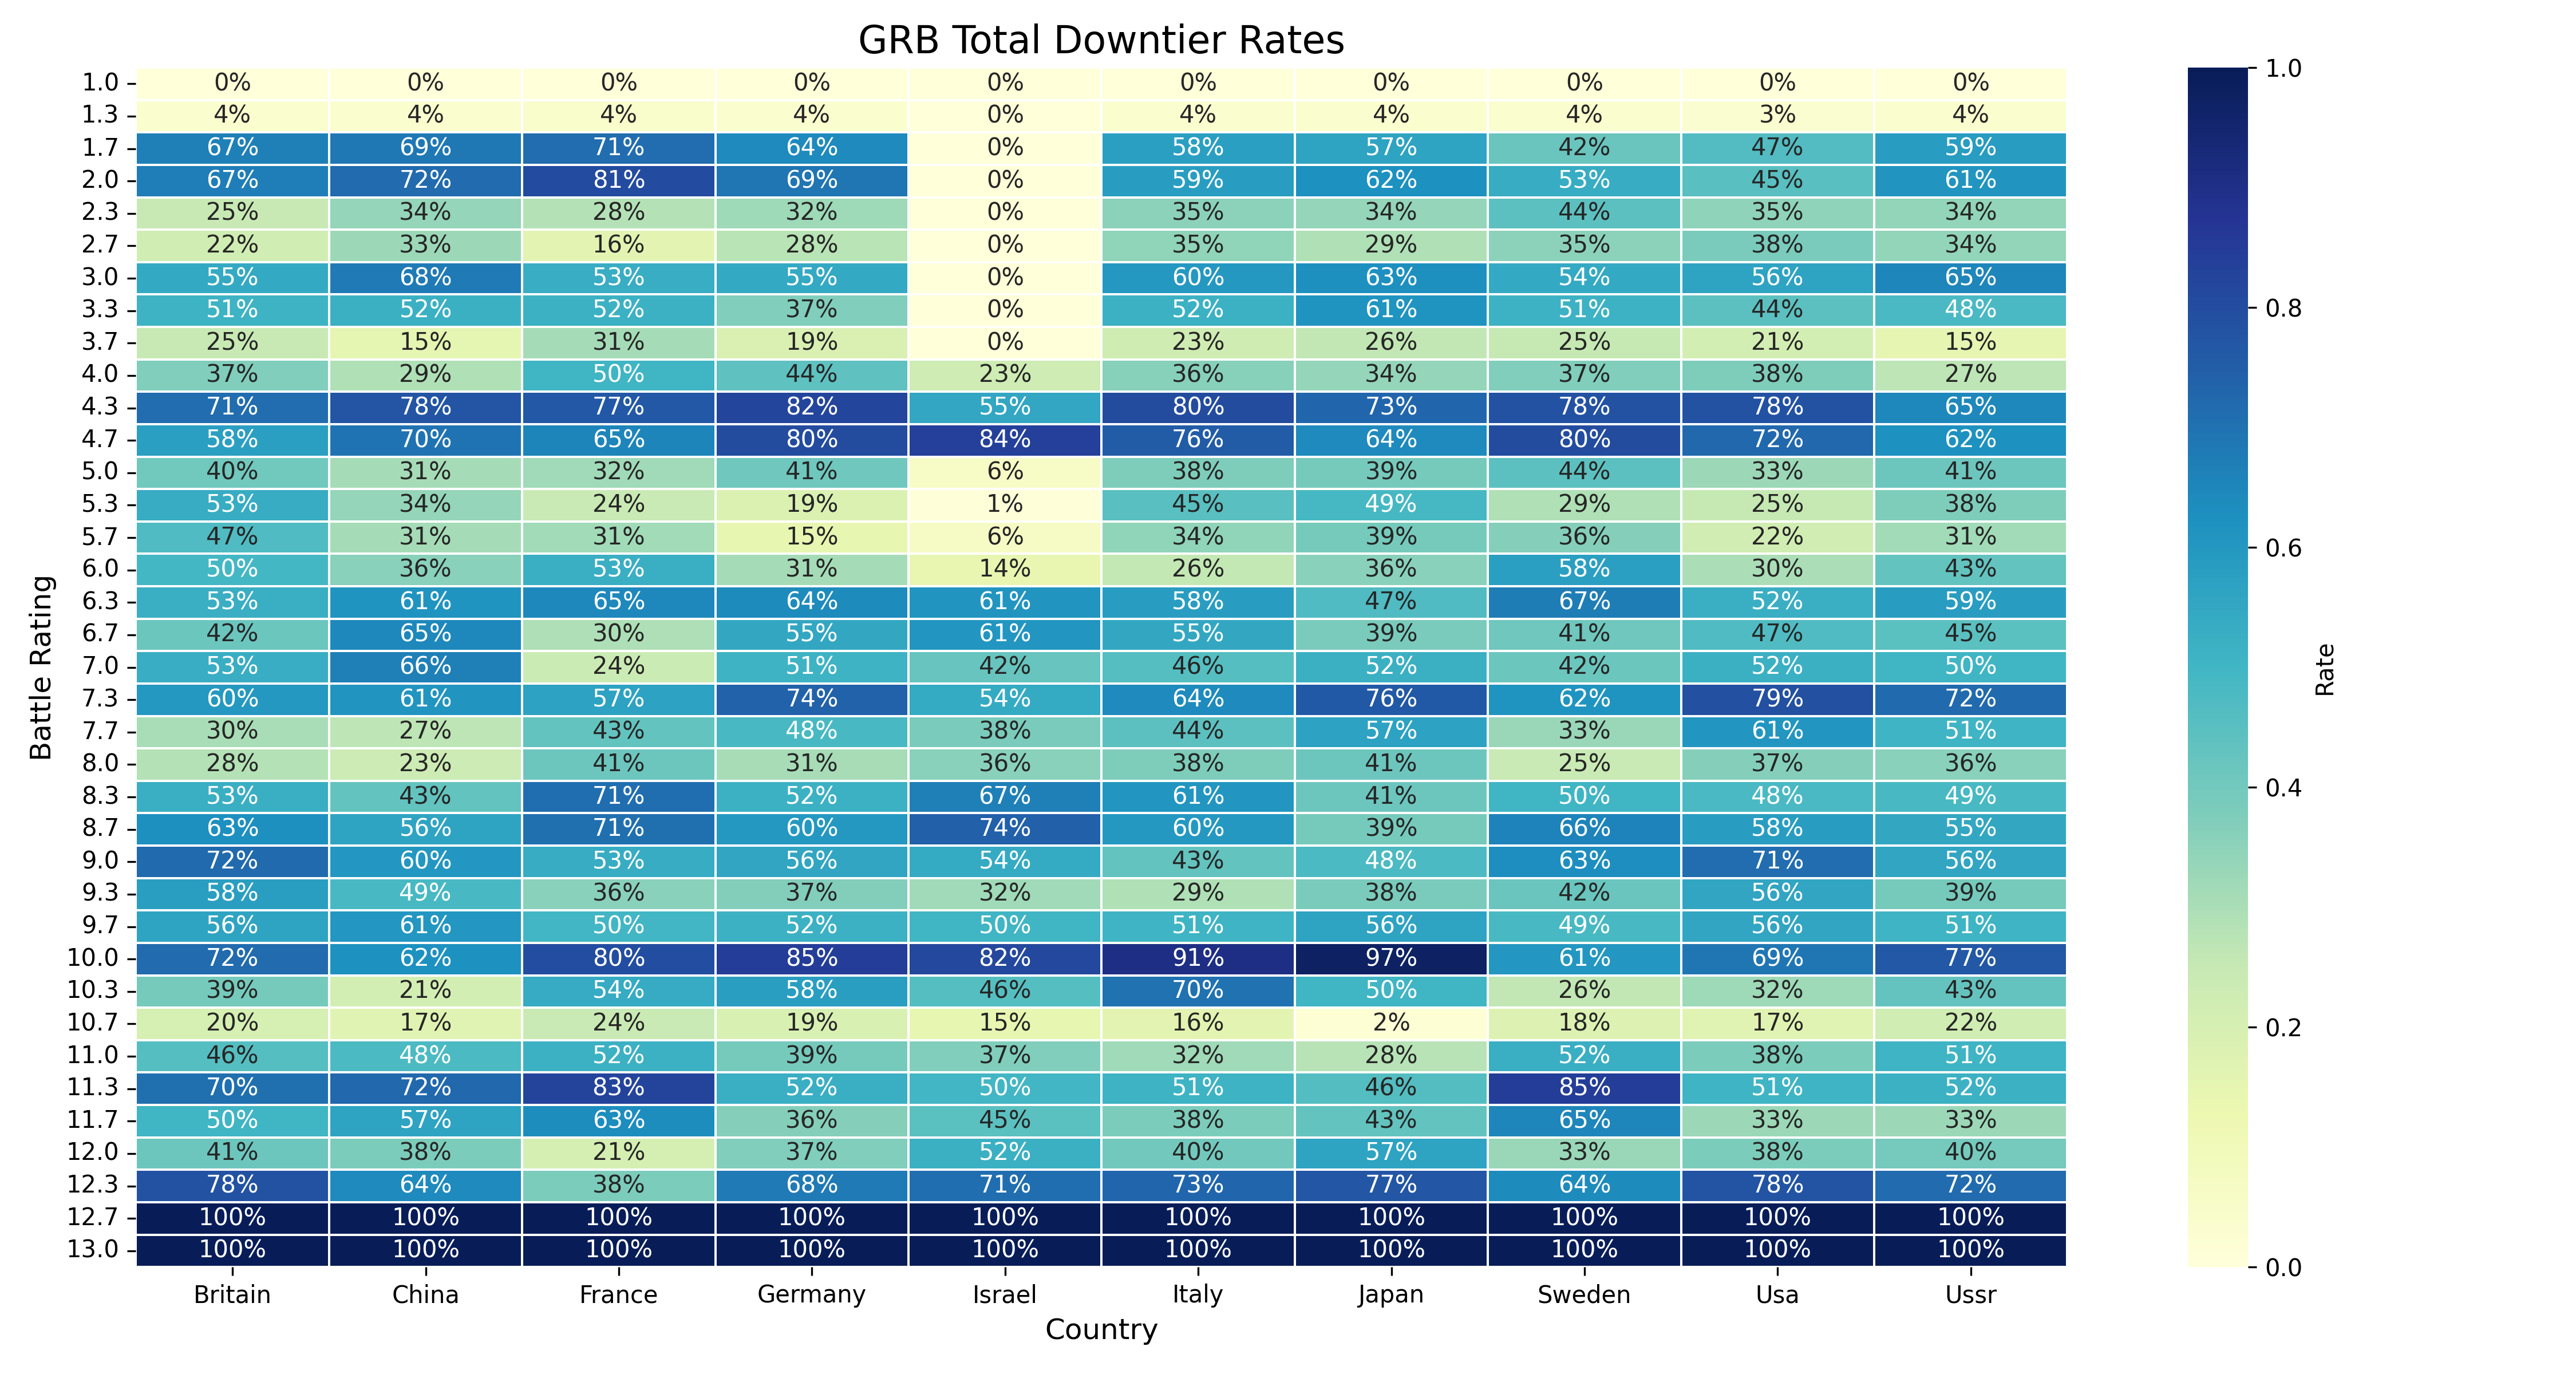 GRB Total Downtier Rates
1.0 0% 0% 0% 0% 0% 0% 0% 0% 0% 0%
1.3 4% 4% 4% 4% 0% 4% 4% 4% 3% 4%
1.7 67% 69% 71% 64% 0% 58% 57% 42% 47% 59%
2.0 67% 72% 81% 69% 0% 59% 62% 53% 45% 61%
2.3 25% 34% 28% 32% 0% 35% 34% 44% 35% 34%
2.7 22% 33% 16% 28% 0% 35% 29% 35% 38% 34%
3.0 55% 68% 53% 55% 0% 60% 63% 54% 56% 65%
3.3 51% 52% 52% 37% 0% 52% 61% 51% 44% 48%
3.7 25% 15% 31% 19% 0% 23% 26% 25% 21% 15%
4.0 37% 29% 50% 44% 23% 36% 34% 37% 38% 27%
4.3 71% 78% 77% 82% 55% 80% 73% 78% 78% 65%
4.7 58% 70% 65% 80% 84% 76% 64% 80% 72% 62%
5.0 40% 31% 32% 41% 6% 38% 39% 44% 33% 41%
5.3 53% 34% 24% 19% 1% 45% 49% 29% 25% 38%
5.7 47% 31% 31% 15% 6% 34% 39% 36% 22% 31%
6.0 50% 36% 53% 31% 14% 26% 36% 58% 30% 43%
6.3 53% 61% 65% 64% 61% 58% 47% 67% 52% 59%
6.7 42% 65% 30% 55% 61% 55% 39% 41% 47% 45%
7.0 53% 66% 24% 51% 42% 46% 52% 42% 52% 50%
7.3 60% 61% 57% 74% 54% 64% 76% 62% 79% 72%
7.7 30% 27% 43% 48% 38% 44% 57% 33% 61% 51%
8.0 28% 23% 41% 31% 36% 38% 41% 25% 37% 36%
8.3 53% 43% 71% 52% 67% 61% 41% 50% 48% 49%
8.7 63% 56% 71% 60% 74% 60% 39% 66% 58% 55%
9.0 72% 60% 53% 56% 54% 43% 48% 63% 71% 56%
9.3 58% 49% 36% 37% 32% 29% 38% 42% 56% 39%
9.7 56% 61% 50% 52% 50% 51% 56% 49% 56% 51%
10.0 72% 62% 80% 85% 82% 91% 97% 61% 69% 77%
10.3 39% 21% 54% 58% 46% 70% 50% 26% 32% 43%
10.7 20% 17% 24% 19% 15% 16% 2% 18% 17% 22%
11.0 46% 48% 52% 39% 37% 32% 28% 52% 38% 51%
11.3 70% 72% 83% 52% 50% 51% 46% 85% 51% 52%
11.7 50% 57% 63% 36% 45% 38% 43% 65% 33% 33%
12.0 41% 38% 21% 37% 52% 40% 57% 33% 38% 40%
12.3 78% 64% 38% 68% 71% 73% 77% 64% 78% 72%
12.7 100% 100% 100% 100% 100% 100% 100% 100% 100% 100%
13.0 100% 100% 100% 100% 100% 100% 100% 100% 100% 100%
Britain China France Germany Israel Italy Japan Sweden Usa Ussr
Country
Battle Rating
1.0
0.8
0.6
0.4
0.2
0.0
Rate